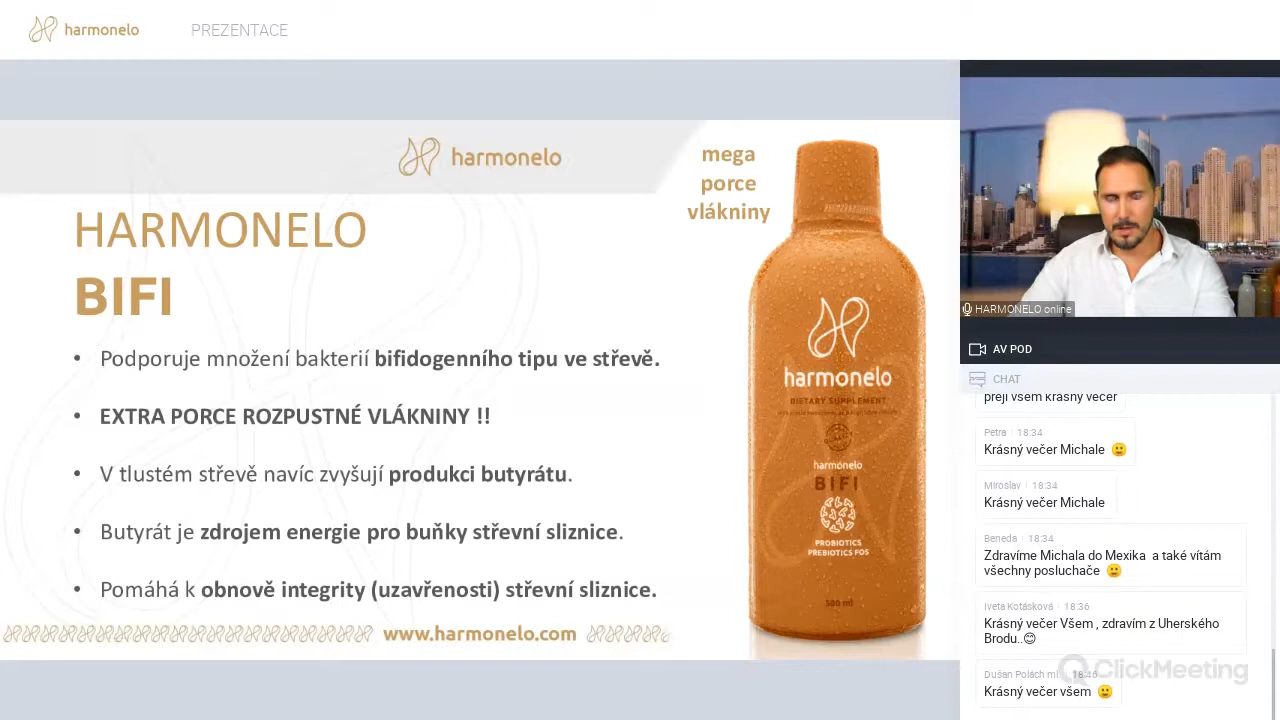 harmonelo
PREZENTACE
harmonelo
mega
porce
vlákniny
HARMONELO
BIFI
• Podporuje množení bakterií bifidogenního tipu ve střevě.
• EXTRA PORCE ROZPUSTNÉ VLÁKNINY !!
• V tlustém střevě navíc zvyšují produkci butyrátu.
• Butyrát je zdrojem energie pro buňky střevní sliznice.
• Pomáhá k obnově integrity (uzavřenosti) střevní sliznice.
www.harmonelo.com
harmonelo
DIETARY SUPPLEMENT
harmonelo
BIFI
PROBIOTICS
PREBIOTICS FOS
500 ml
HARMONELO online
AV POD
CHAT
přeji všem krásný večer
Petra 18:34
Krásný večer Michale 🙂
Miroslav 18:34
Krásný večer Michale
Beneda 18:34
Zdravíme Michala do Mexika a také vítám
všechny posluchače 🙂
Iveta Kotásková 18:36
Krásný večer Všem , zdravím z Uherského
Brodu..😊
Dušan Polách ml. 18:46
Krásný večer všem 🙂
ClickMeeting